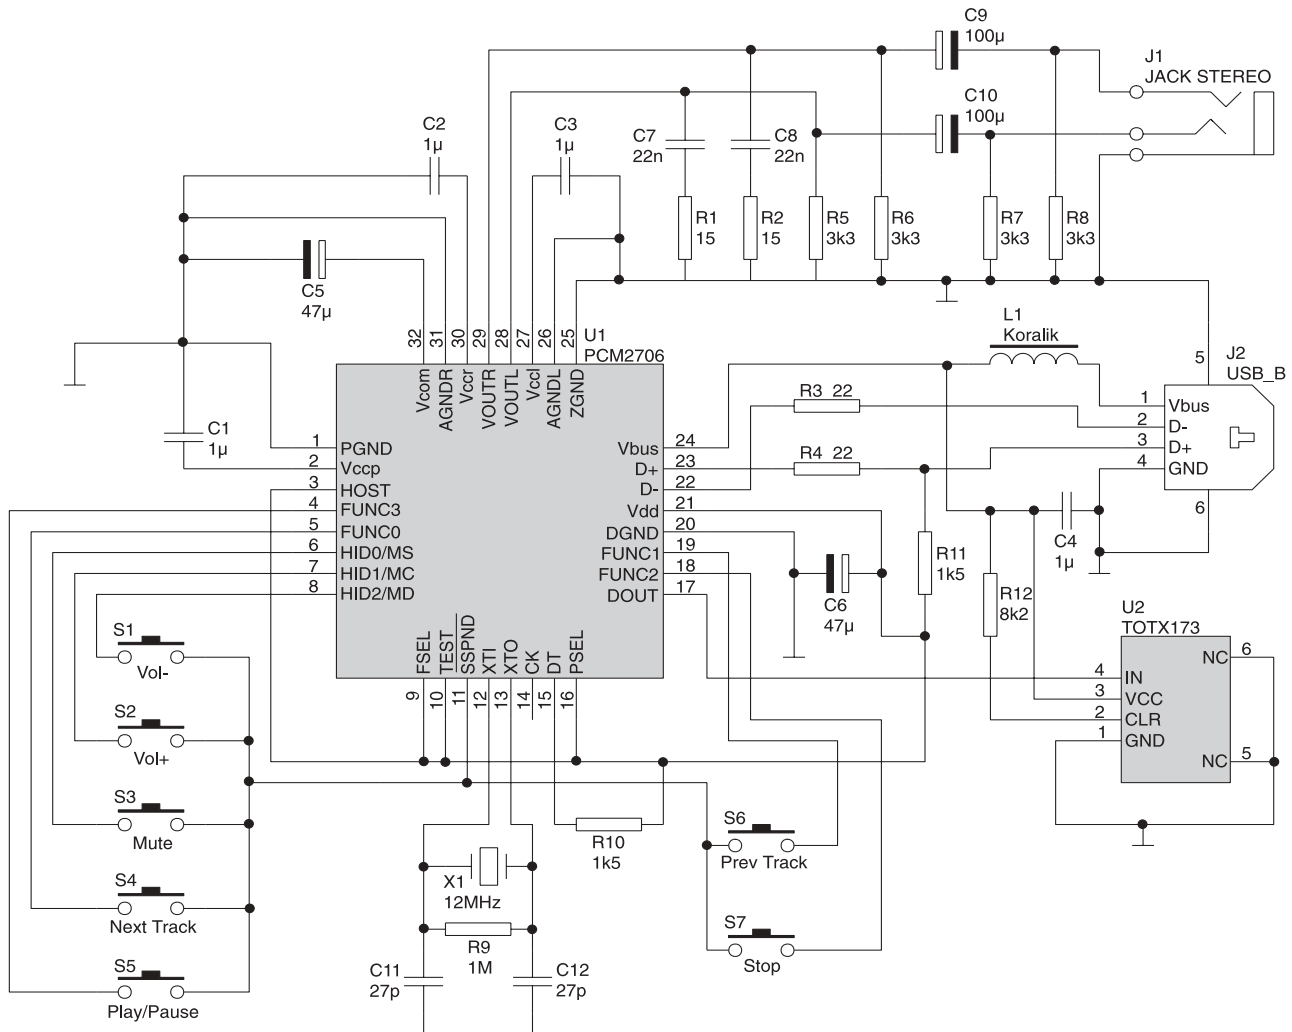 C9
100µ
J1
JACK STEREO
C10
100µ
C2
1µ
C3
1µ
C7
22n
C8
22n
R1
15
R2
15
R5
3k3
R6
3k3
R7
3k3
R8
3k3
C5
47µ
32
31
30
29
28
27
26
25
U1
PCM2706
Vcom
AGNDR
Vccr
VOUTR
VOUTL
Vccl
AGNDL
ZGND
L1
Koralik
5
J2
USB_B
R3 22
1
2
3
4
Vbus
D-
D+
GND
6
C1
1µ
1 PGND
2 Vccp
3 HOST
4 FUNC3
5 FUNC0
6 HID0/MS
7 HID1/MC
8 HID2/MD
Vbus 24
D+ 23
D- 22
Vdd 21
DGND 20
FUNC1 19
FUNC2 18
DOUT 17
R4 22
R11
1k5
C4
1µ
C6
47µ
R12
8k2
U2
TOTX173
NC 6
4 IN
3 VCC
2 CLR
1 GND
NC 5
FSEL
TEST
SSPND
XTI
XTO
CK
DT
PSEL
9
10
11
12
13
14
15
16
S1
Vol-
S2
Vol+
S3
Mute
S4
Next Track
S5
Play/Pause
R10
1k5
X1
12MHz
R9
1M
C11
27p
C12
27p
S6
Prev Track
S7
Stop